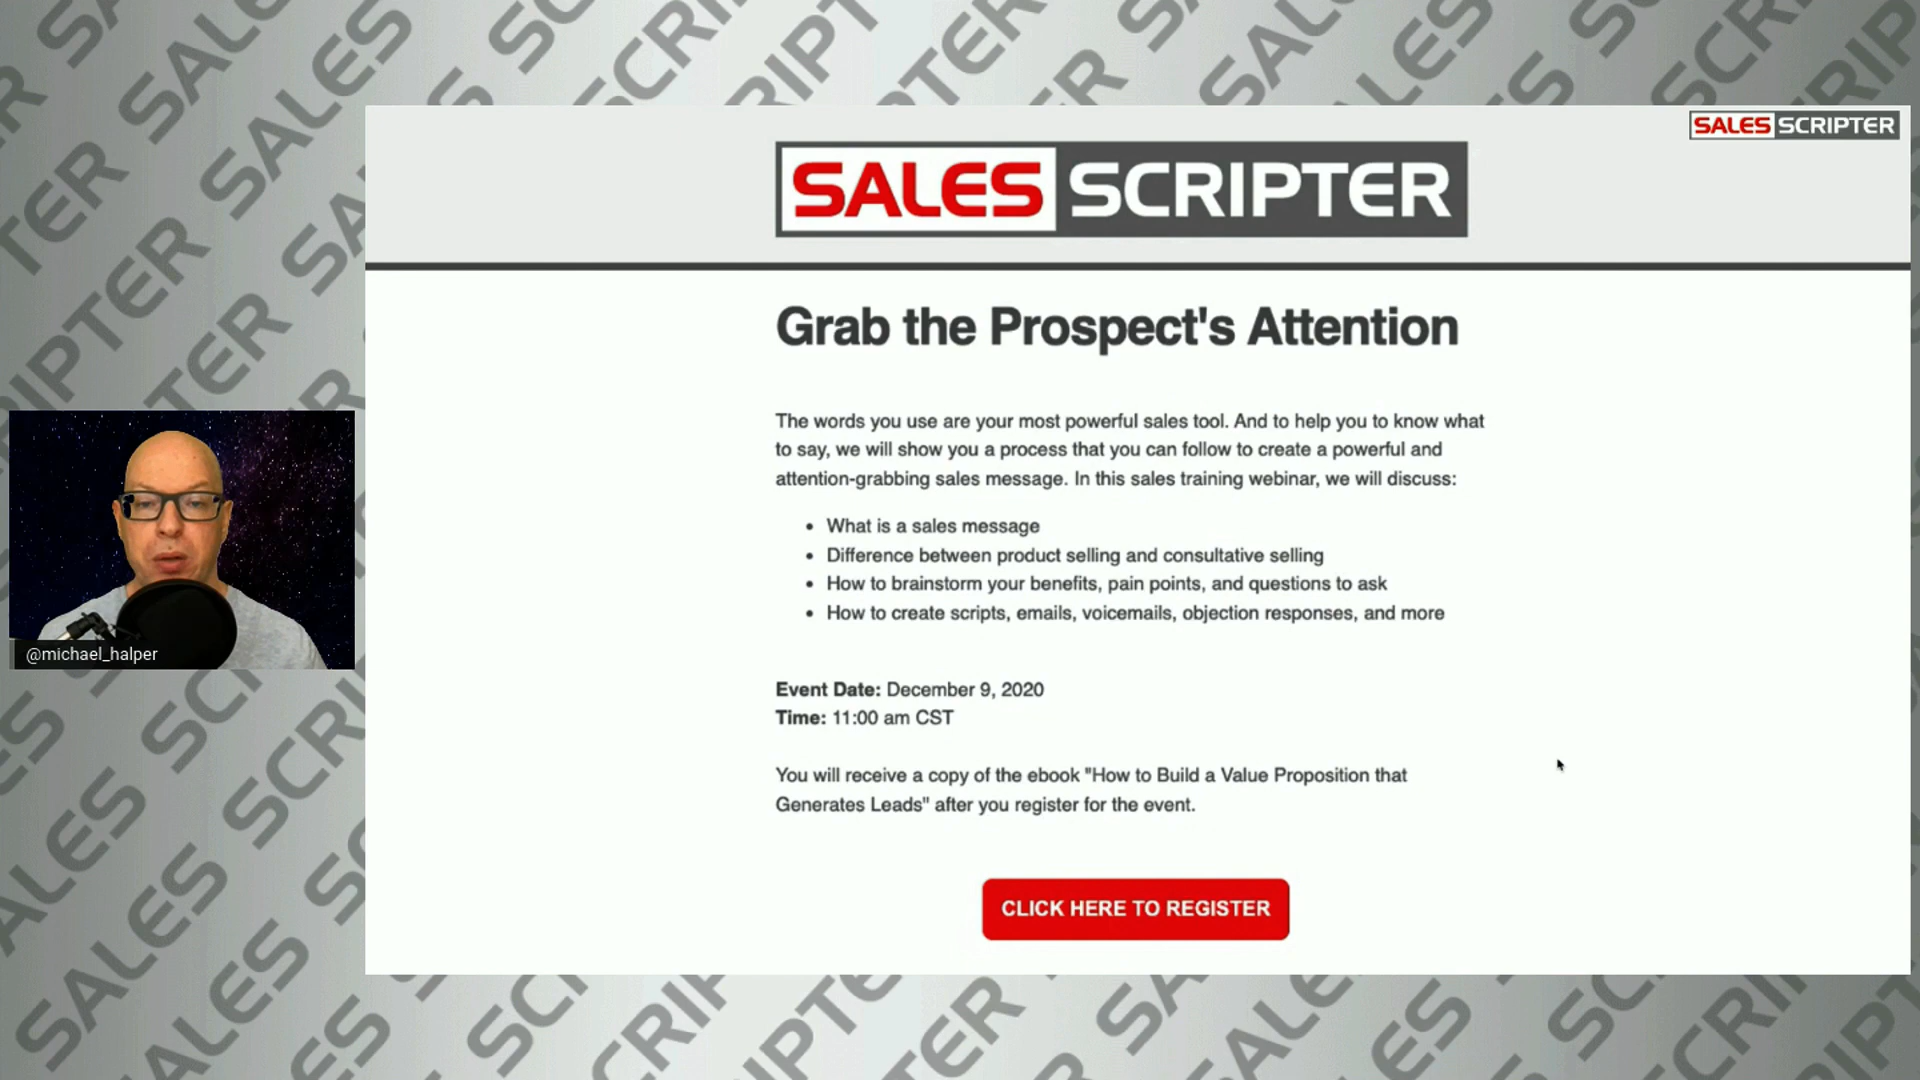 SALES SCRIPTER
SALES SCRIPTER
Grab the Prospect's Attention
The words you use are your most powerful sales tool. And to help you to know what
to say, we will show you a process that you can follow to create a powerful and
attention-grabbing sales message. In this sales training webinar, we will discuss:
• What is a sales message
• Difference between product selling and consultative selling
• How to brainstorm your benefits, pain points, and questions to ask
• How to create scripts, emails, voicemails, objection responses, and more
Event Date: December 9, 2020
Time: 11:00 am CST
You will receive a copy of the ebook "How to Build a Value Proposition that
Generates Leads" after you register for the event.
CLICK HERE TO REGISTER
@michael_halper